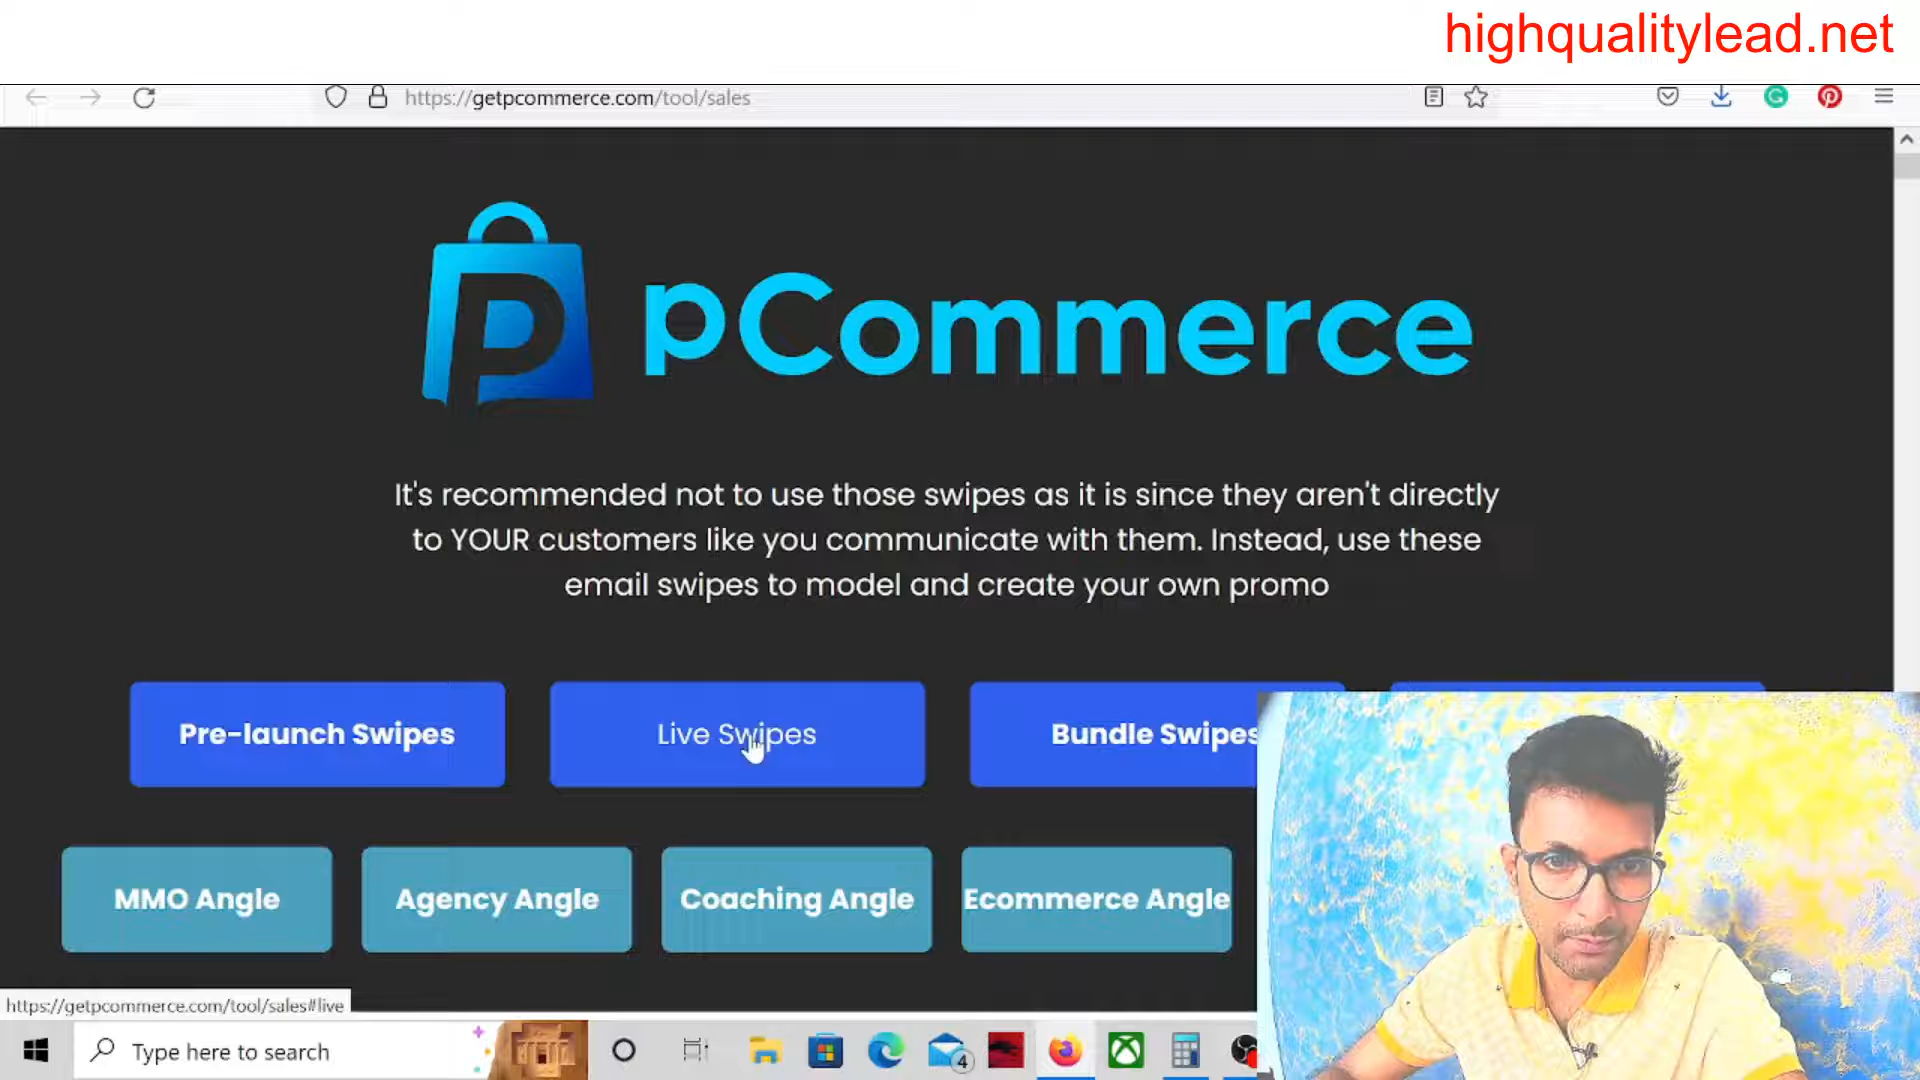 highqualitylead.net
https://getpcommerce.com/tool/sales
pCommerce
It's recommended not to use those swipes as it is since they aren't directly
to YOUR customers like you communicate with them. Instead, use these
email swipes to model and create your own promo
Pre-launch Swipes
Live Swipes
Bundle Swipes
MMO Angle
Agency Angle
Coaching Angle
Ecommerce Angle
https://getpcommerce.com/tool/sales#live
Type here to search
4